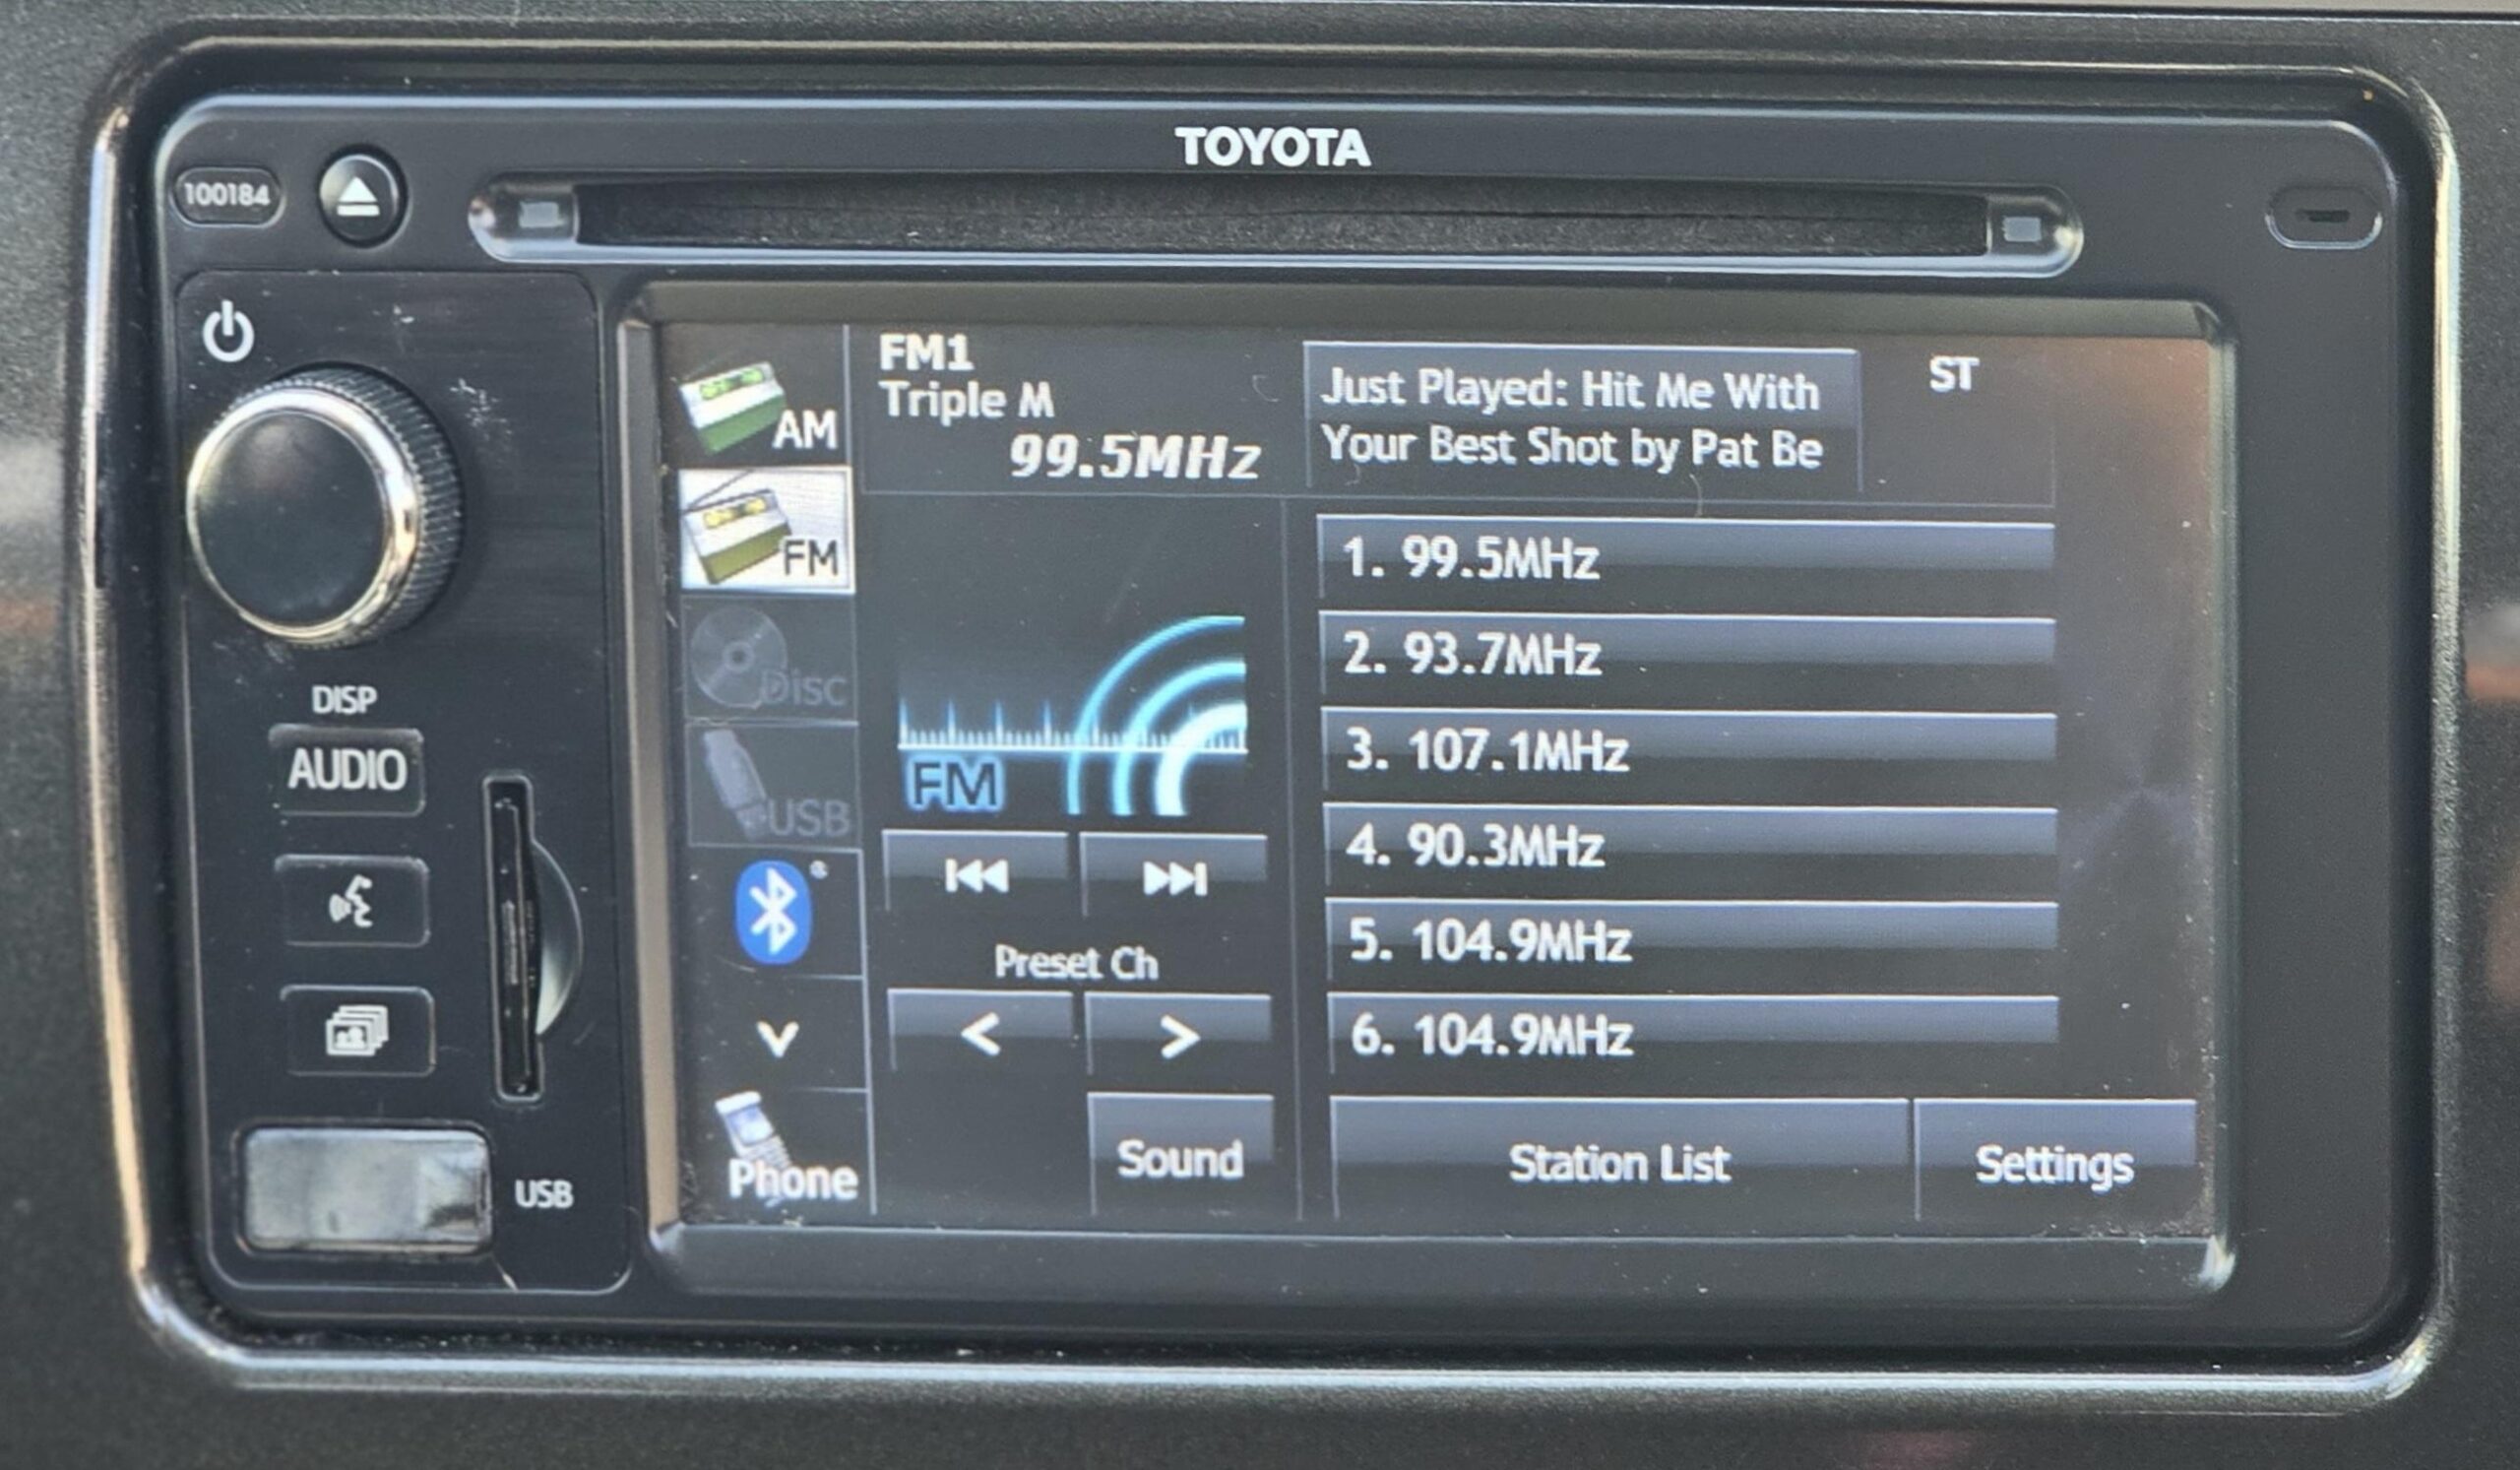 TOYOTA
100184
FM1
Triple M
99.5MHz
Just Played: Hit Me With
Your Best Shot by Pat Be
ST
AM
FM
Disc
USB
Phone
FM
Preset Ch
<
>
Sound
1. 99.5MHz
2. 93.7MHz
3. 107.1MHz
4. 90.3MHz
5. 104.9MHz
6. 104.9MHz
Station List
Settings
DISP
AUDIO
USB